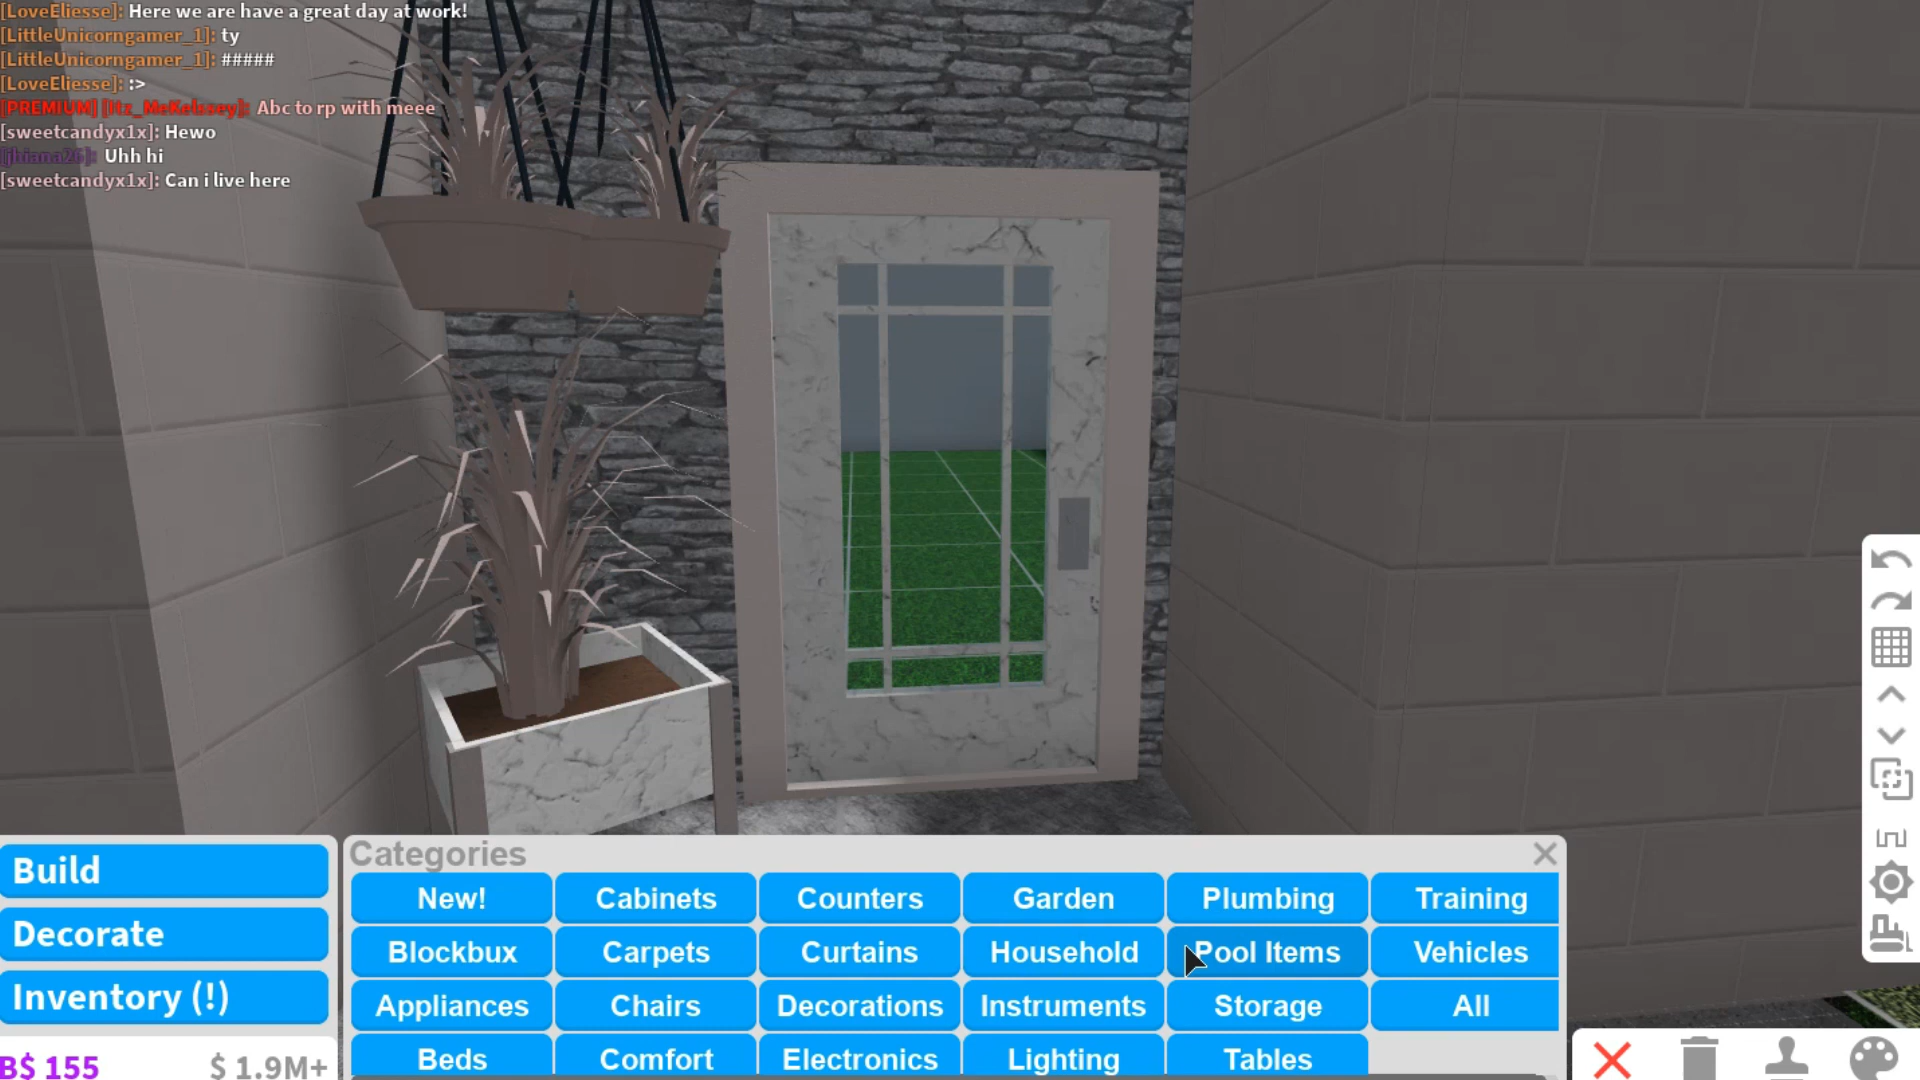 [LoveEliesse]: Here we are have a great day at work!
[LittleUnicorngamer_1]: ty
[LittleUnicorngamer_1]: #####
[LoveEliesse]: :>
[PREMIUM] [Itz_MeKelssey]: Abc to rp with meee
[sweetcandyx1x]: Hewo
[jhiana26]: Uhh hi
[sweetcandyx1x]: Can i live here
Build
Decorate
Inventory (!)
B$ 155 $ 1.9M+
Categories
New! Cabinets Counters Garden Plumbing Training
Blockbux Carpets Curtains Household Pool Items Vehicles
Appliances Chairs Decorations Instruments Storage All
Beds Comfort Electronics Lighting Tables